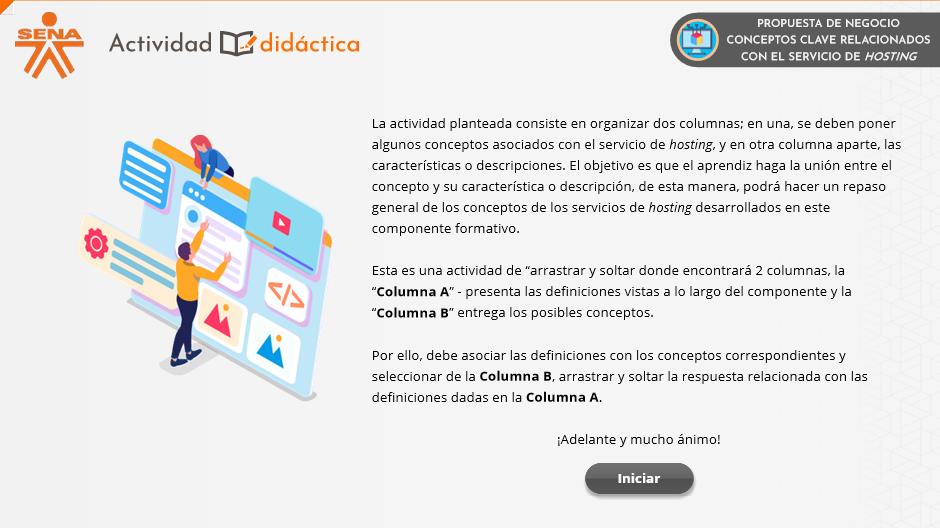 SENA
Actividad didáctica
PROPUESTA DE NEGOCIO
CONCEPTOS CLAVE RELACIONADOS
CON EL SERVICIO DE HOSTING
La actividad planteada consiste en organizar dos columnas; en una, se deben poner
algunos conceptos asociados con el servicio de hosting, y en otra columna aparte, las
características o descripciones. El objetivo es que el aprendiz haga la unión entre el
concepto y su característica o descripción, de esta manera, podrá hacer un repaso
general de los conceptos de los servicios de hosting desarrollados en este
componente formativo.
Esta es una actividad de “arrastrar y soltar donde encontrará 2 columnas, la
“Columna A” - presenta las definiciones vistas a lo largo del componente y la
“Columna B” entrega los posibles conceptos.
Por ello, debe asociar las definiciones con los conceptos correspondientes y
seleccionar de la Columna B, arrastrar y soltar la respuesta relacionada con las
definiciones dadas en la Columna A.
¡Adelante y mucho ánimo!
Iniciar